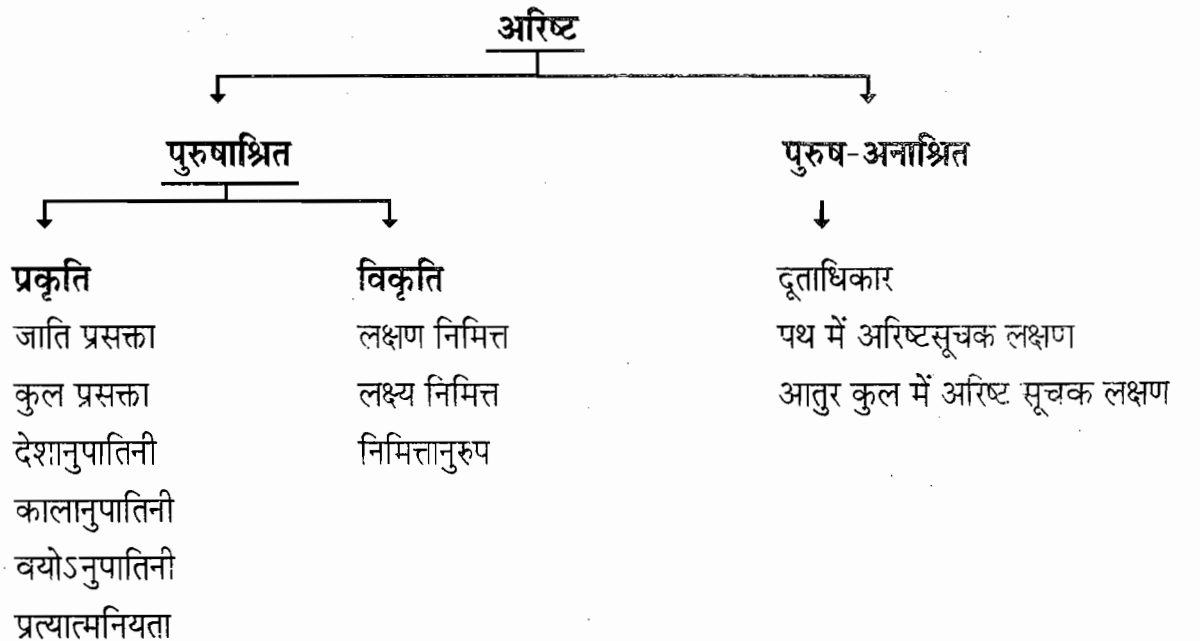 अरिष्ट
पुरुषाश्रित
पुरुष-अनाश्रित
प्रकृति
जाति प्रसक्ता
कुल प्रसक्ता
देशानुपातिनी
कालानुपातिनी
वयोऽनुपातिनी
प्रत्यात्मनियता
विकृति
लक्षण निमित्त
लक्ष्य निमित्त
निमित्तानुरुप
दूताधिकार
पथ में अरिष्टसूचक लक्षण
आतुर कुल में अरिष्ट सूचक लक्षण